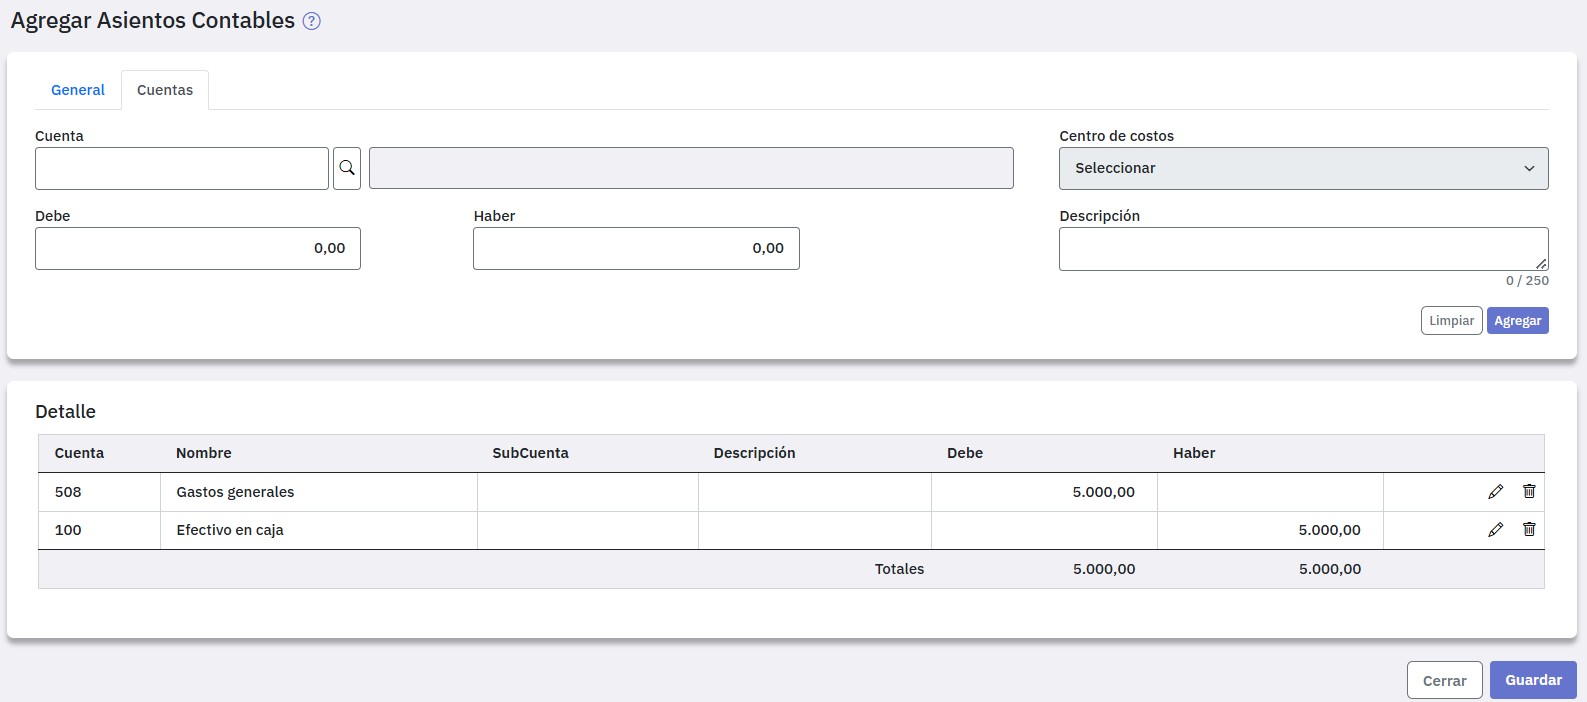 Agregar Asientos Contables ?
General Cuentas
Cuenta Centro de costos
Seleccionar
Debe Haber Descripción
0,00 0,00
0 / 250
Limpiar Agregar
Detalle
Cuenta Nombre SubCuenta Descripción Debe Haber
508 Gastos generales 5.000,00
100 Efectivo en caja 5.000,00
Totales 5.000,00 5.000,00
Cerrar Guardar